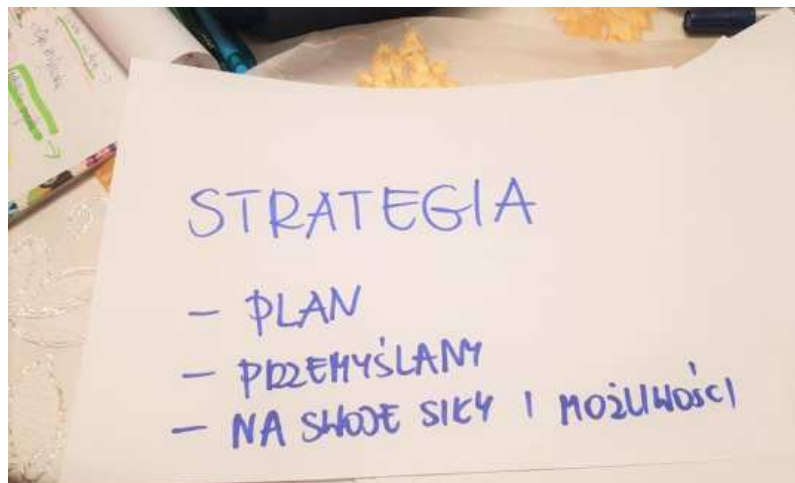 STRATEGIA
- PLAN
- PRZEMYŚLANY
- NA SWOJE SIŁY I MOŻLIWOŚCI